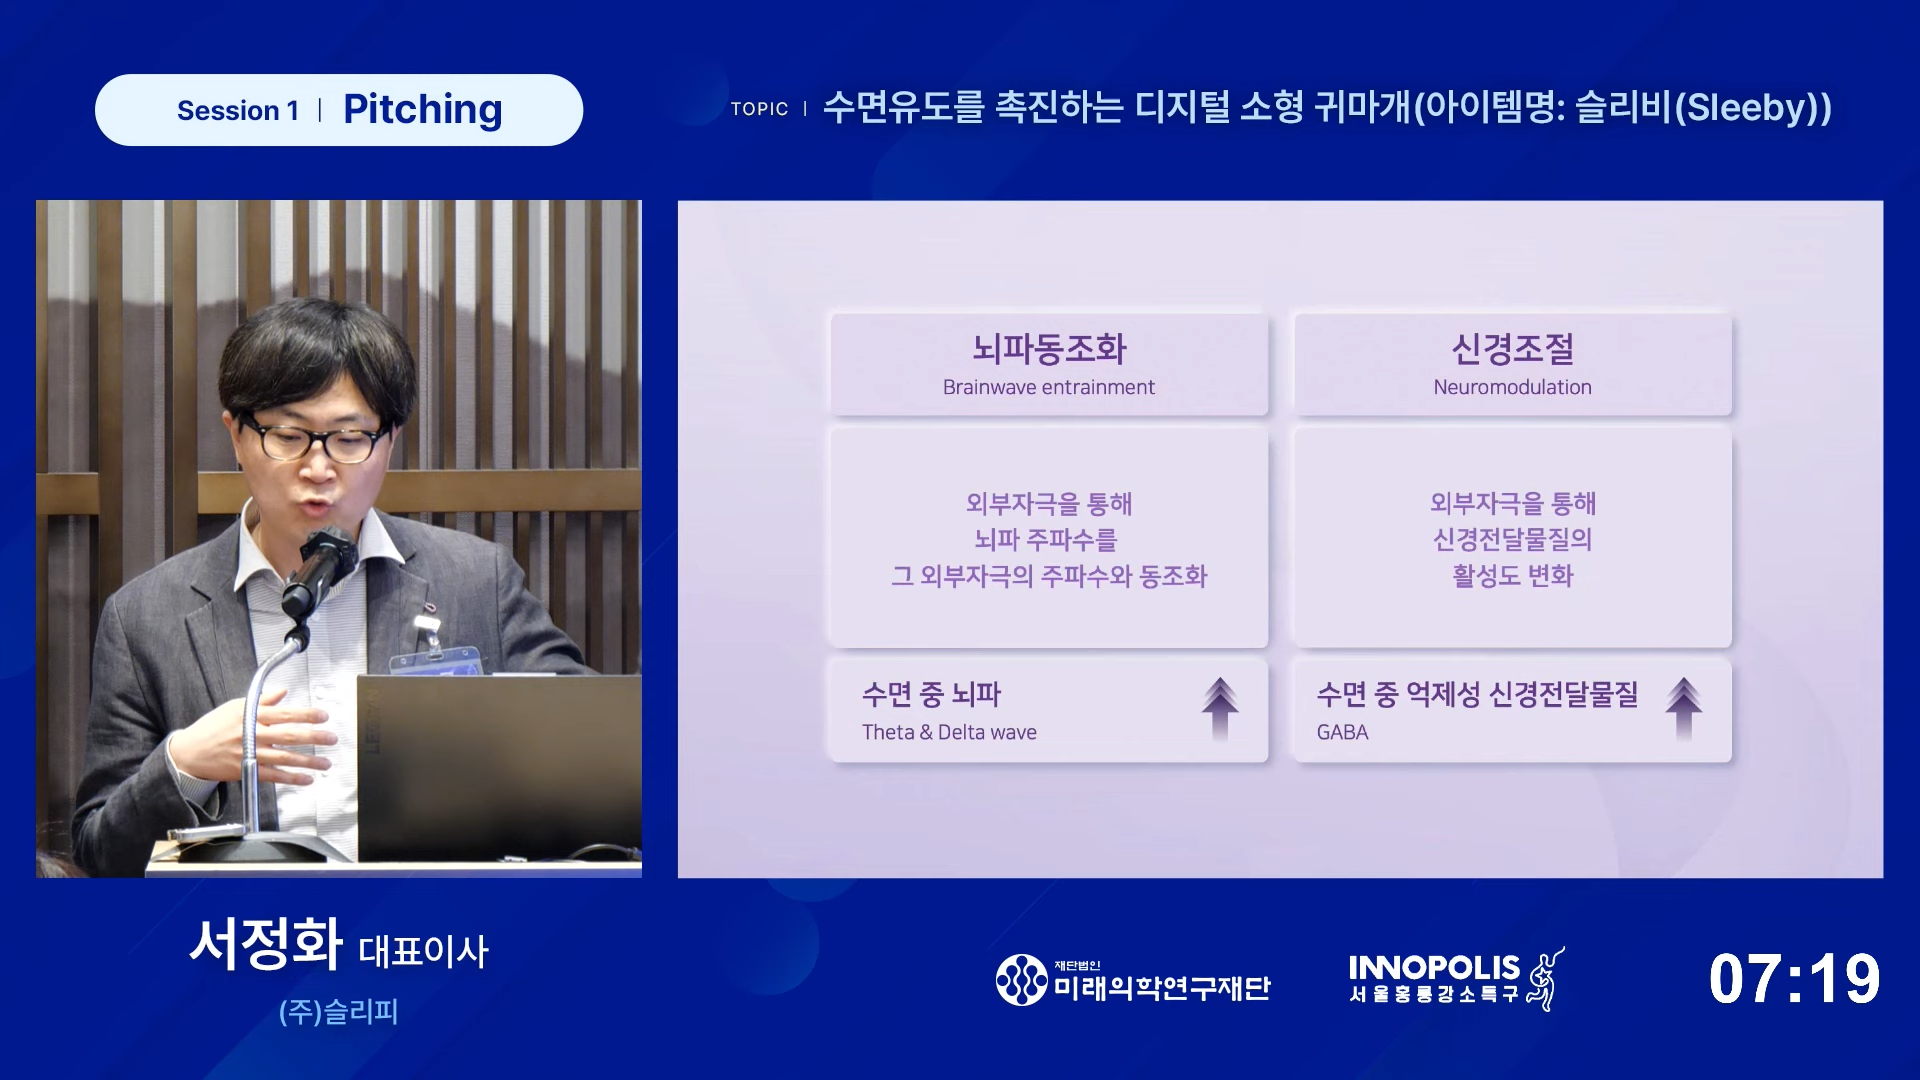 Session 1 | Pitching
TOPIC | 수면유도를 촉진하는 디지털 소형 귀마개(아이템명: 슬리비(Sleeby))
뇌파동조화
Brainwave entrainment
외부자극을 통해
뇌파 주파수를
그 외부자극의 주파수와 동조화
수면 중 뇌파
Theta & Delta wave
신경조절
Neuromodulation
외부자극을 통해
신경전달물질의
활성도 변화
수면 중 억제성 신경전달물질
GABA
LEGION
서정화 대표이사
(주)슬리피
재단법인
미래의학연구재단
INNOPOLIS
서울홍릉강소특구
07:19